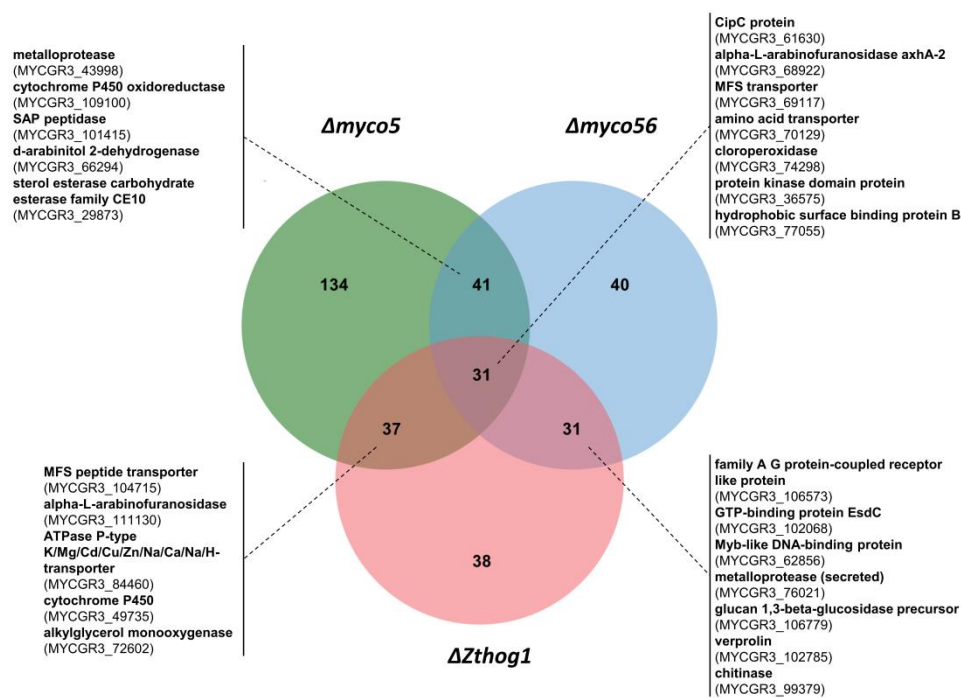 metalloprotease
(MYCGR3_43998)
cytochrome P450 oxidoreductase
(MYCGR3_109100)
SAP peptidase
(MYCGR3_101415)
d-arabinitol 2-dehydrogenase
(MYCGR3_66294)
sterol esterase carbohydrate
esterase family CE10
(MYCGR3_29873)
CipC protein
(MYCGR3_61630)
alpha-L-arabinofuranosidase axhA-2
(MYCGR3_68922)
MFS transporter
(MYCGR3_69117)
amino acid transporter
(MYCGR3_70129)
cloroperoxidase
(MYCGR3_74298)
protein kinase domain protein
(MYCGR3_36575)
hydrophobic surface binding protein B
(MYCGR3_77055)
Δmyco5
Δmyco56
134
41
40
31
37
31
38
ΔZthog1
MFS peptide transporter
(MYCGR3_104715)
alpha-L-arabinofuranosidase
(MYCGR3_111130)
ATPase P-type
K/Mg/Cd/Cu/Zn/Na/Ca/Na/H-
transporter
(MYCGR3_84460)
cytochrome P450
(MYCGR3_49735)
alkylglycerol monooxygenase
(MYCGR3_72602)
family A G protein-coupled receptor
like protein
(MYCGR3_106573)
GTP-binding protein EsdC
(MYCGR3_102068)
Myb-like DNA-binding protein
(MYCGR3_62856)
metalloprotease (secreted)
(MYCGR3_76021)
glucan 1,3-beta-glucosidase precursor
(MYCGR3_106779)
verprolin
(MYCGR3_102785)
chitinase
(MYCGR3_99379)